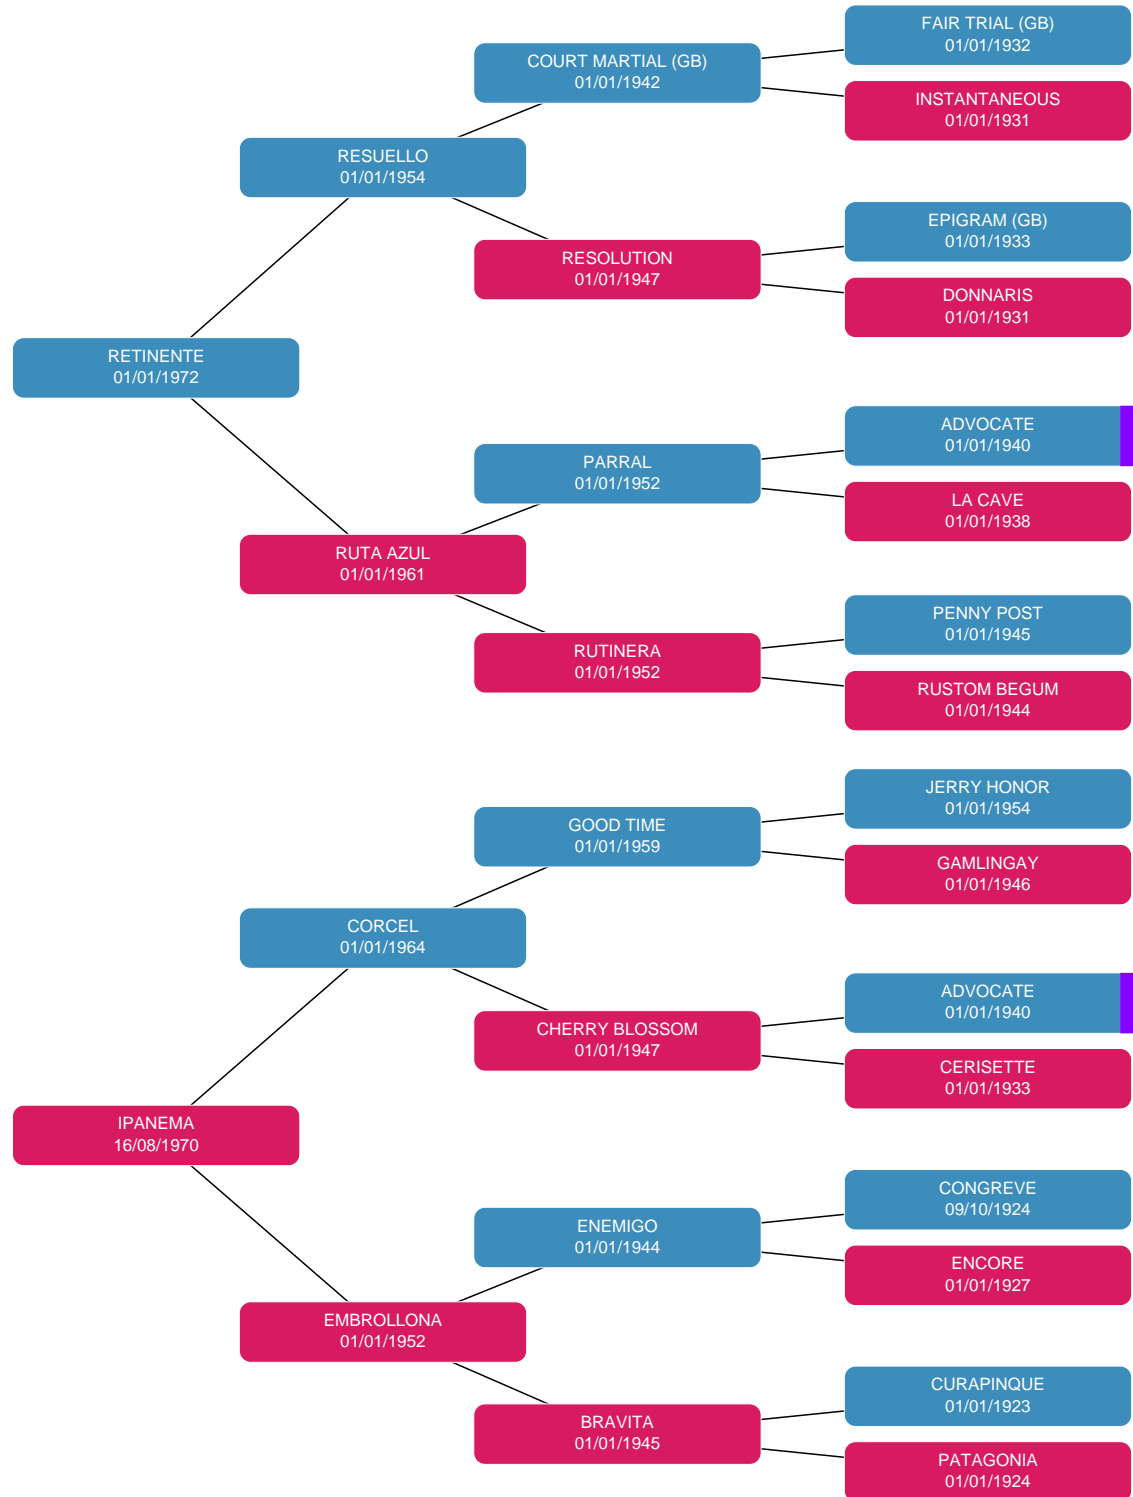 FAIR TRIAL (GB)
01/01/1932
COURT MARTIAL (GB)
01/01/1942
INSTANTANEOUS
01/01/1931
RESUELLO
01/01/1954
EPIGRAM (GB)
01/01/1933
RESOLUTION
01/01/1947
DONNARIS
01/01/1931
RETINENTE
01/01/1972
ADVOCATE
01/01/1940
PARRAL
01/01/1952
LA CAVE
01/01/1938
RUTA AZUL
01/01/1961
PENNY POST
01/01/1945
RUTINERA
01/01/1952
RUSTOM BEGUM
01/01/1944
JERRY HONOR
01/01/1954
GOOD TIME
01/01/1959
GAMLINGAY
01/01/1946
CORCEL
01/01/1964
ADVOCATE
01/01/1940
CHERRY BLOSSOM
01/01/1947
CERISETTE
01/01/1933
IPANEMA
16/08/1970
CONGREVE
09/10/1924
ENEMIGO
01/01/1944
ENCORE
01/01/1927
EMBROLLONA
01/01/1952
CURAPINQUE
01/01/1923
BRAVITA
01/01/1945
PATAGONIA
01/01/1924